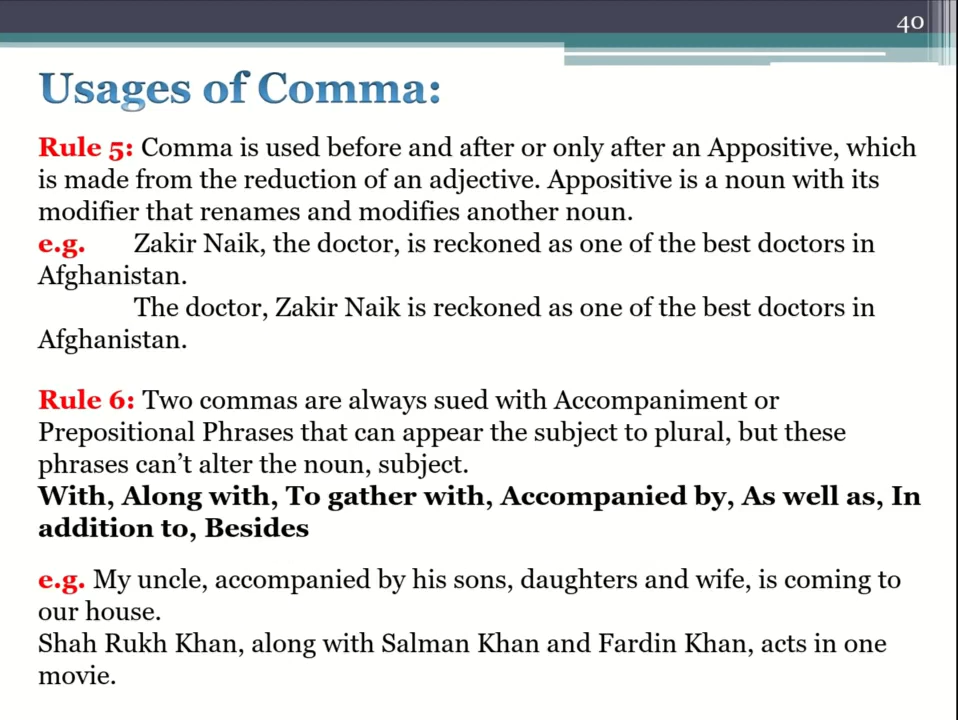 40
Usages of Comma:
Rule 5: Comma is used before and after or only after an Appositive, which
is made from the reduction of an adjective. Appositive is a noun with its
modifier that renames and modifies another noun.
e.g. Zakir Naik, the doctor, is reckoned as one of the best doctors in
Afghanistan.
The doctor, Zakir Naik is reckoned as one of the best doctors in
Afghanistan.
Rule 6: Two commas are always sued with Accompaniment or
Prepositional Phrases that can appear the subject to plural, but these
phrases can’t alter the noun, subject.
With, Along with, To gather with, Accompanied by, As well as, In
addition to, Besides
e.g. My uncle, accompanied by his sons, daughters and wife, is coming to
our house.
Shah Rukh Khan, along with Salman Khan and Fardin Khan, acts in one
movie.